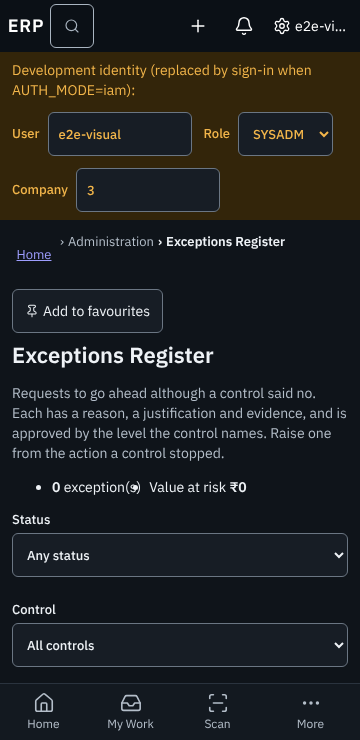 ERP
e2e-vi...
Development identity (replaced by sign-in when
AUTH_MODE=iam):
User e2e-visual Role SYSADM
Company 3
Home › Administration › Exceptions Register
Add to favourites
Exceptions Register
Requests to go ahead although a control said no.
Each has a reason, a justification and evidence, and is
approved by the level the control names. Raise one
from the action a control stopped.
• 0 exception(s) • Value at risk ₹0
Status
Any status
Control
All controls
Home My Work Scan More